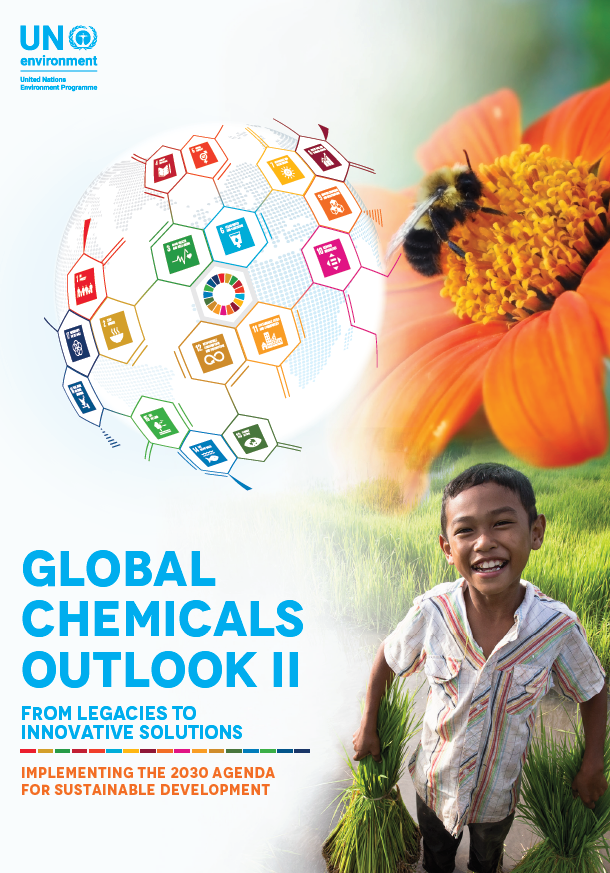 UN
environment
United Nations
Environment Programme
GLOBAL
CHEMICALS
OUTLOOK II
FROM LEGACIES TO
INNOVATIVE SOLUTIONS
IMPLEMENTING THE 2030 AGENDA
FOR SUSTAINABLE DEVELOPMENT